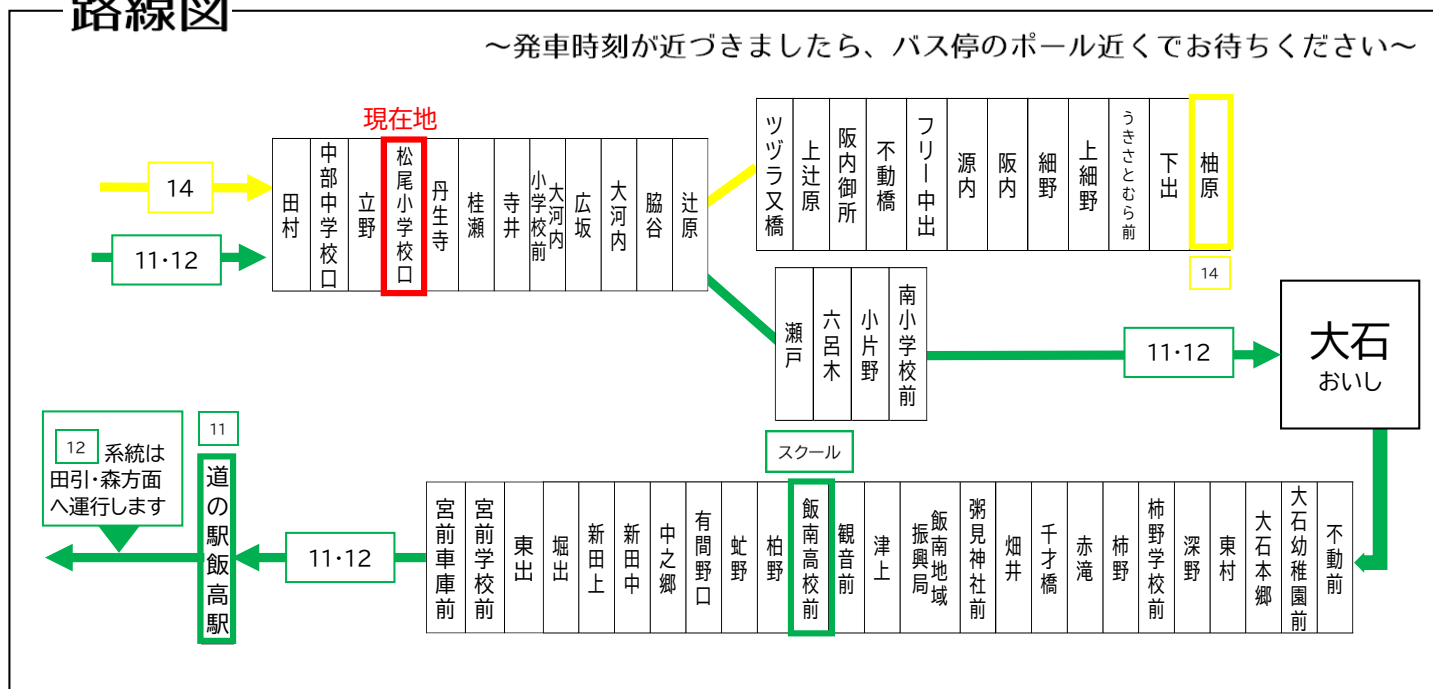 路線図
～発車時刻が近づきましたら、バス停のポール近くでお待ちください～
現在地
14
11・12
田村
中部中学校口
立野
松尾小学校口
丹生寺
桂瀬
寺井
大河内
小学校前
広坂
大河内
脇谷
辻原
ツヅラ又橋
上辻原
阪内御所
不動橋
フリー中出
源内
阪内
細野
上細野
うきさとむら前
下出
柚原
14
瀬戸
六呂木
小片野
南小学校前
11・12
大石
おいし
不動前
大石幼稚園前
大石本郷
東村
深野
柿野学校前
柿野
赤滝
千才橋
畑井
粥見神社前
飯南地域
振興局
津上
観音前
スクール
飯南高校前
柏野
虻野
有間野口
中之郷
新田中
新田上
堀出
東出
宮前学校前
宮前車庫前
11・12
11
道の駅飯高駅
12 系統は
田引・森方面
へ運行します